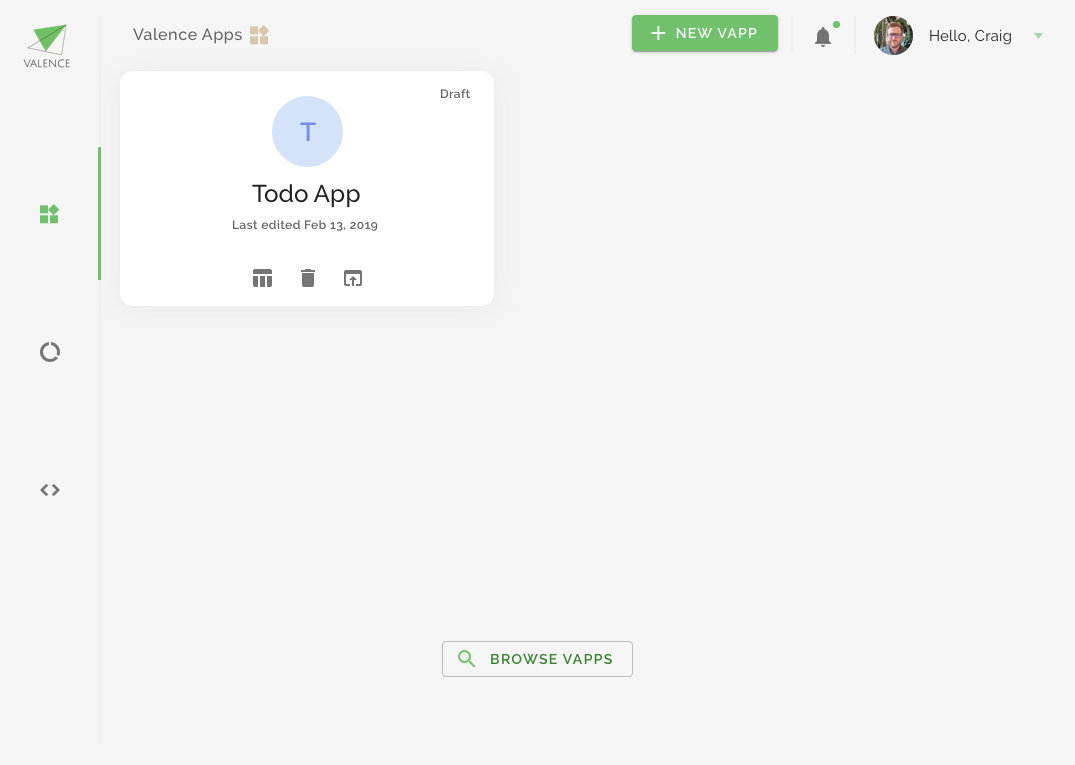 VALENCE
Valence Apps
NEW VAPP
Hello, Craig
Draft
T
Todo App
Last edited Feb 13, 2019
BROWSE VAPPS